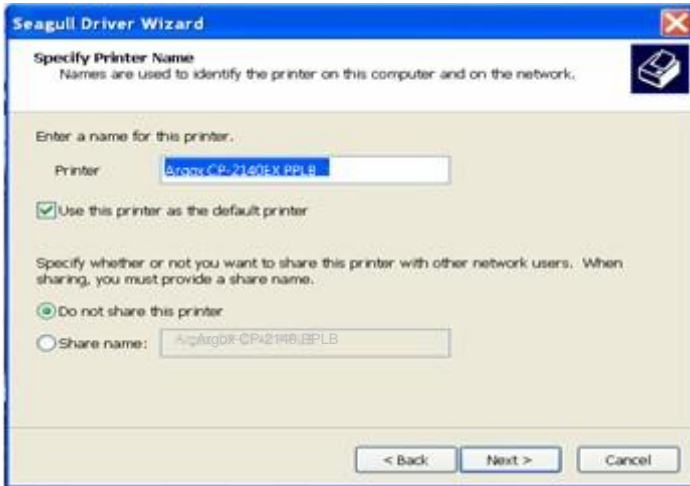 Seagull Driver Wizard
Specify Printer Name
Names are used to identify the printer on this computer and on the network.
Enter a name for this printer.
Printer
Argox CP-2140EX PPLB
Use this printer as the default printer
Specify whether or not you want to share this printer with other network users. When
sharing, you must provide a share name.
Do not share this printer
Share name:
< Back
Next >
Cancel